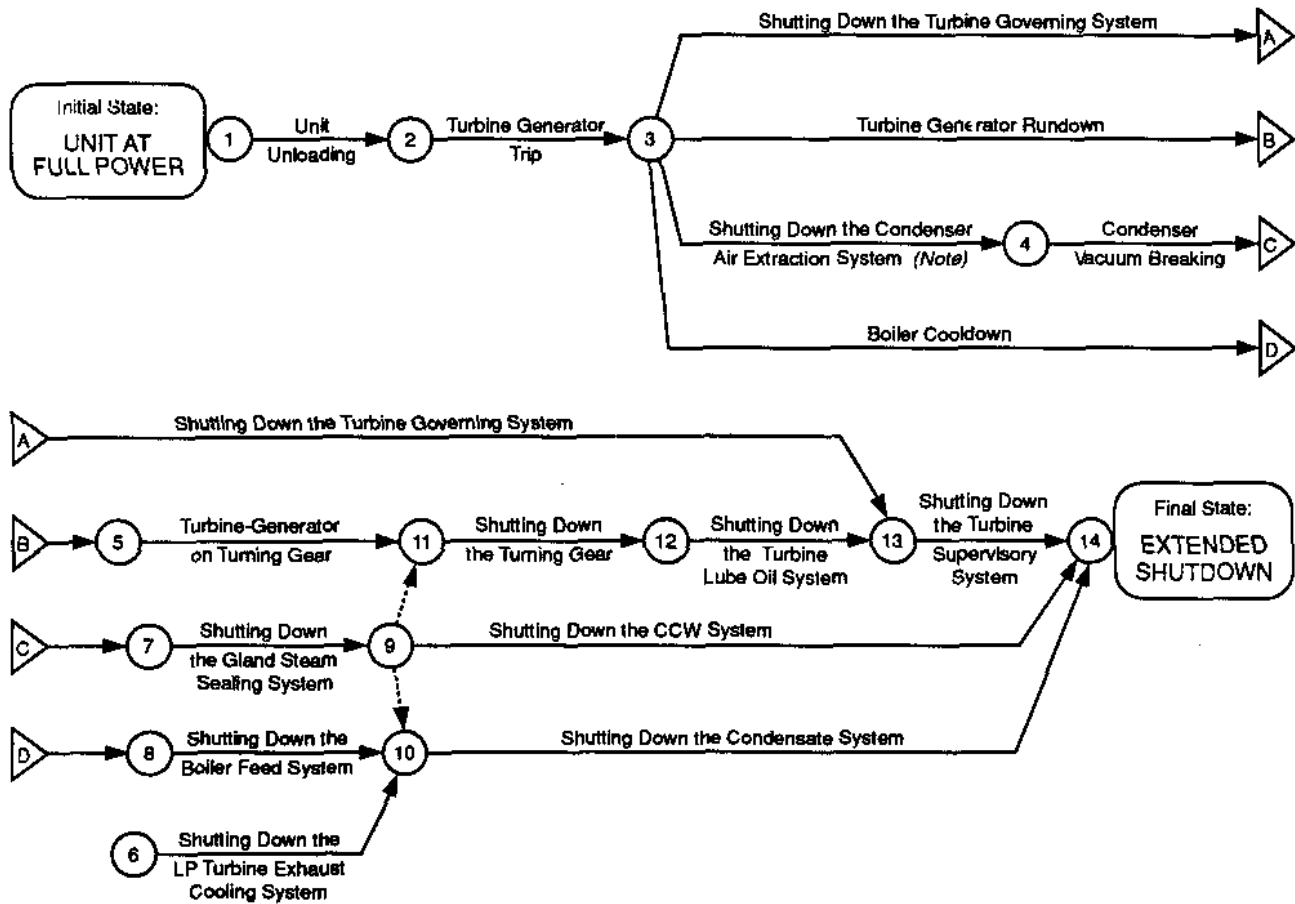 Shutting Down the Turbine Governing System
A
Initial State:
UNIT AT
FULL POWER
1
Unit
Unloading
2
Turbine Generator
Trip
3
Turbine Generator Rundown
B
Shutting Down the Condenser
Air Extraction System (Note)
4
Condenser
Vacuum Breaking
C
Boiler Cooldown
D
A
Shutting Down the Turbine Governing System
B
5
Turbine-Generator
on Turning Gear
11
Shutting Down
the Turning Gear
12
Shutting Down
the Turbine
Lube Oil System
13
Shutting Down
the Turbine
Supervisory
System
14
Final State:
EXTENDED
SHUTDOWN
C
7
Shutting Down
the Gland Steam
Sealing System
9
Shutting Down the CCW System
D
8
Shutting Down the
Boiler Feed System
10
Shutting Down the Condensate System
6
Shutting Down the
LP Turbine Exhaust
Cooling System